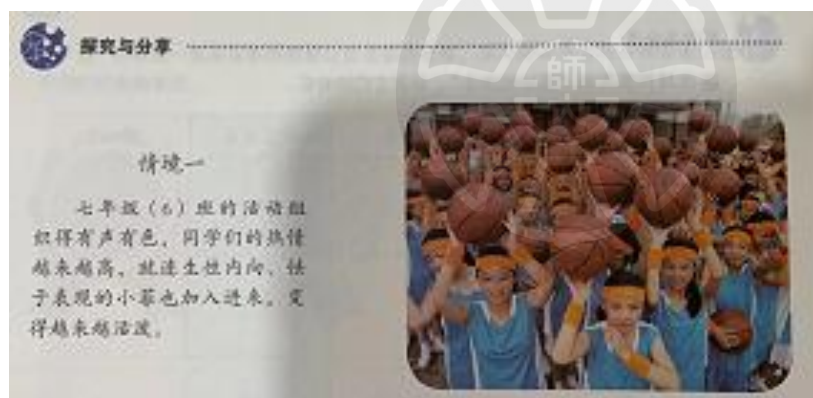 師
探究与分享
情境一
七年级（6）班的活动组
织得有声有色，同学们的热情
越来越高，就连生性内向、怯
于表现的小菲也加入进来，变
得越来越活泼。